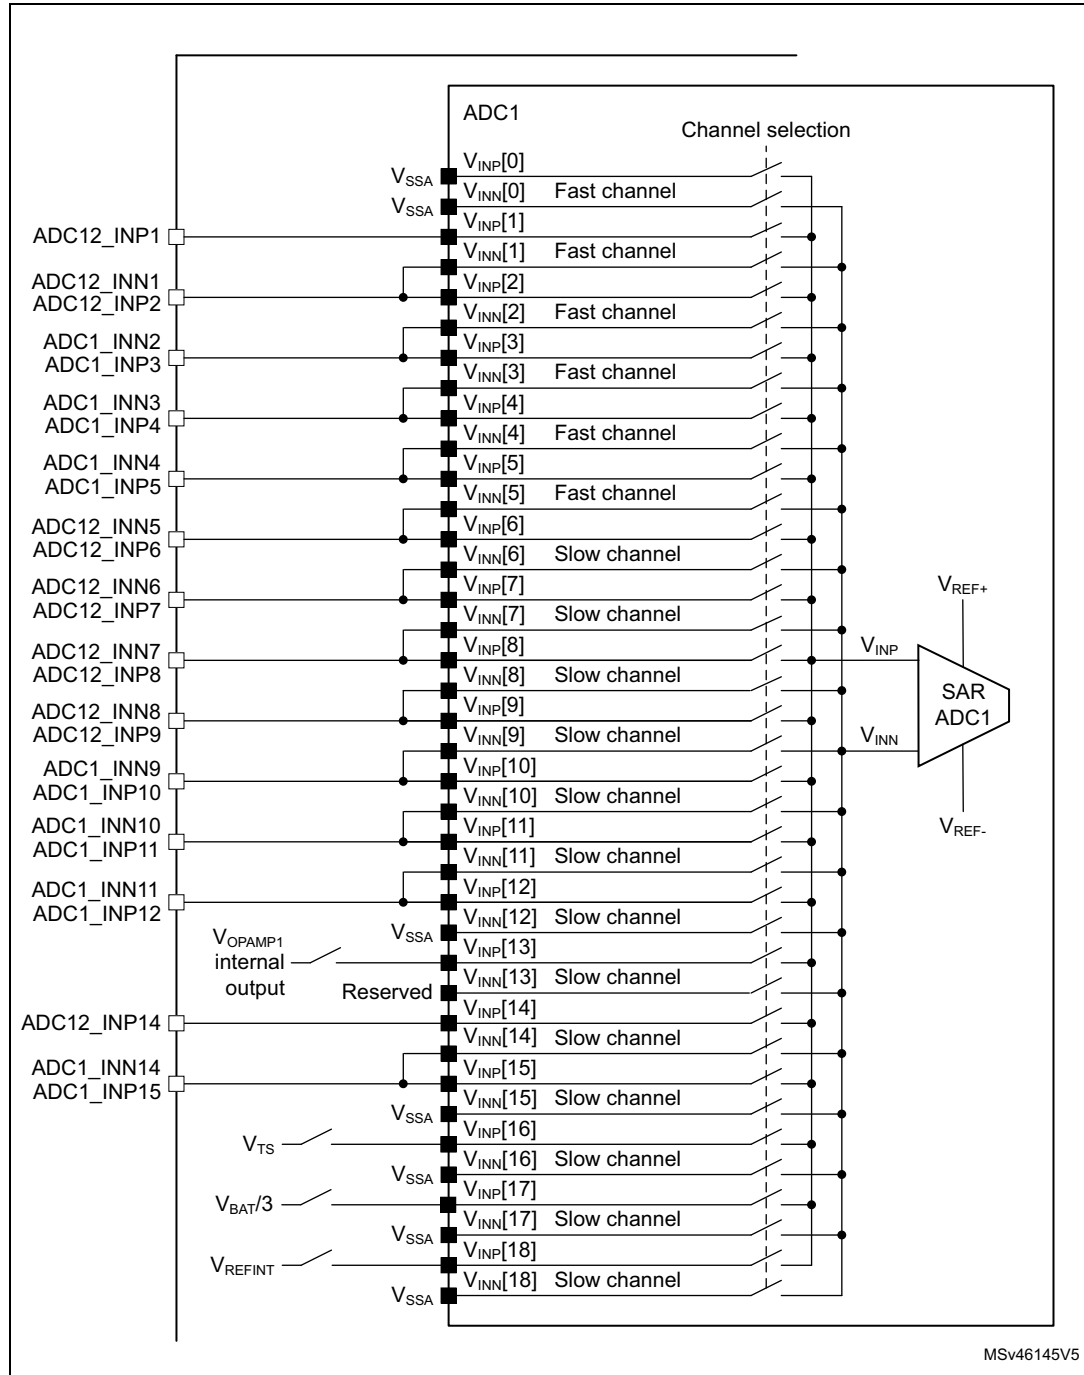 ADC1
Channel selection
VSSA VINP[0]
VSSA VINN[0] Fast channel
ADC12_INP1 VINP[1]
VINN[1] Fast channel
ADC12_INN1
ADC12_INP2 VINP[2]
VINN[2] Fast channel
ADC1_INN2
ADC1_INP3 VINP[3]
VINN[3] Fast channel
ADC1_INN3
ADC1_INP4 VINP[4]
VINN[4] Fast channel
ADC1_INN4
ADC1_INP5 VINP[5]
VINN[5] Fast channel
ADC12_INN5
ADC12_INP6 VINP[6]
VINN[6] Slow channel
ADC12_INN6
ADC12_INP7 VINP[7]
VINN[7] Slow channel
ADC12_INN7
ADC12_INP8 VINP[8]
VINN[8] Slow channel
ADC12_INN8
ADC12_INP9 VINP[9]
VINN[9] Slow channel
ADC1_INN9
ADC1_INP10 VINP[10]
VINN[10] Slow channel
ADC1_INN10
ADC1_INP11 VINP[11]
VINN[11] Slow channel
ADC1_INN11
ADC1_INP12 VINP[12]
VSSA VINN[12] Slow channel
VOPAMP1
internal
output
VINP[13]
Reserved VINN[13] Slow channel
ADC12_INP14 VINP[14]
VINN[14] Slow channel
ADC1_INN14
ADC1_INP15 VINP[15]
VSSA VINN[15] Slow channel
VTS VINP[16]
VSSA VINN[16] Slow channel
VBAT/3 VINP[17]
VSSA VINN[17] Slow channel
VREFINT VINP[18]
VSSA VINN[18] Slow channel
VREF+
VINP
SAR
ADC1
VINN
VREF-
MSv46145V5